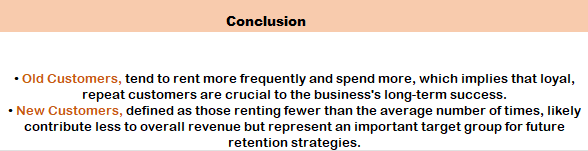 Conclusion
• Old Customers, tend to rent more frequently and spend more, which implies that loyal,
repeat customers are crucial to the business's long-term success.
• New Customers, defined as those renting fewer than the average number of times, likely
contribute less to overall revenue but represent an important target group for future
retention strategies.